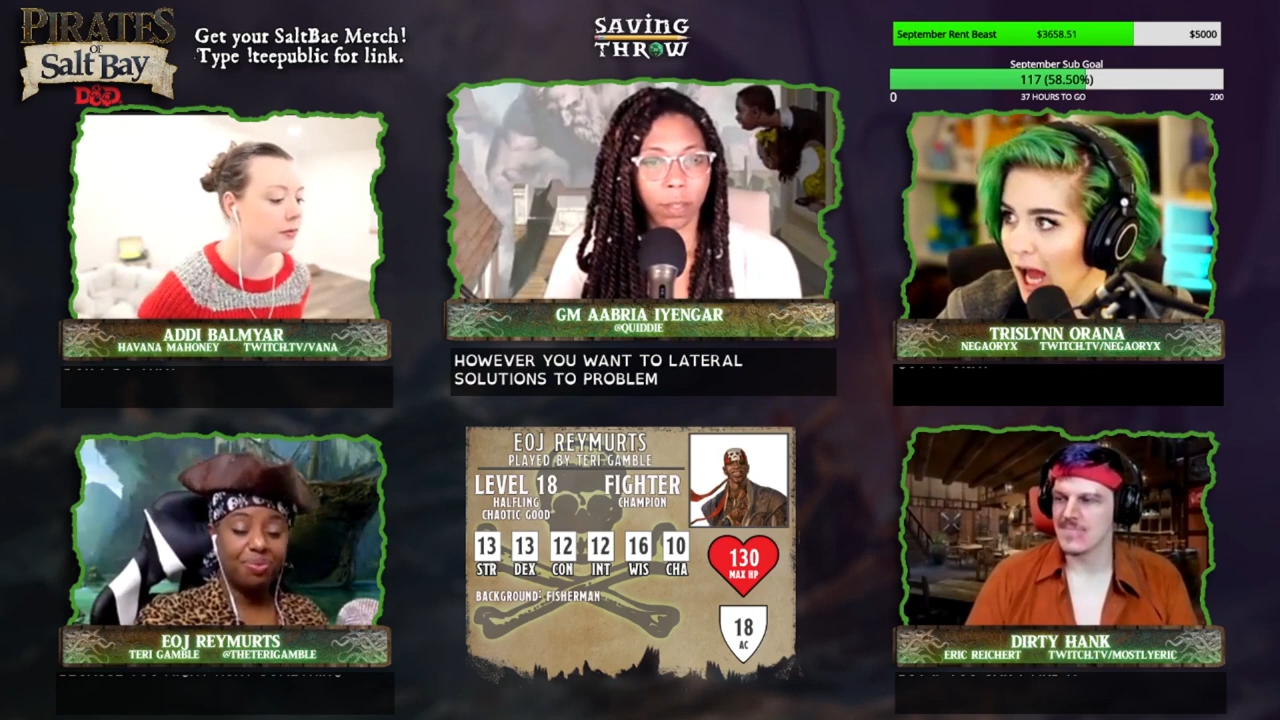 PIRATES
OF
Salt Bay
D&D
Get your SaltBae Merch!
Type !teepublic for link.
SAVING
THROW
September Rent Beast $3658.51 $5000
September Sub Goal
117 (58.50%)
0 37 HOURS TO GO 200
ADDI BALMYAR
HAVANA MAHONEY TWITCH.TV/VANA
GM AABRIA IYENGAR
@QUIDDIE
HOWEVER YOU WANT TO LATERAL
SOLUTIONS TO PROBLEM
TRISLYNN ORANA
NEGAORYX TWITCH.TV/NEGAORYX
EOJ REYMURTS
TERI GAMBLE @THETERIGAMBLE
EOJ REYMURTS
PLAYED BY TERI GAMBLE
LEVEL 18 FIGHTER
HALFLING CHAMPION
CHAOTIC GOOD
13 13 12 12 16 10
STR DEX CON INT WIS CHA
BACKGROUND: FISHERMAN
130
MAX HP
18
AC
DIRTY HANK
ERIC REICHERT TWITCH.TV/MOSTLYERIC